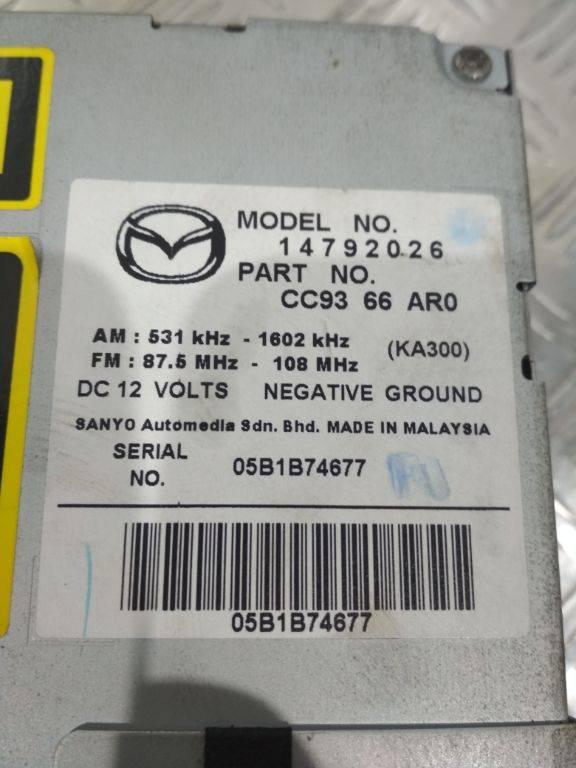 MODEL NO.
14792026
PART NO.
CC93 66 AR0
AM : 531 kHz - 1602 kHz
FM : 87.5 MHz - 108 MHz
(KA300)
DC 12 VOLTS NEGATIVE GROUND
SANYO Automedia Sdn. Bhd. MADE IN MALAYSIA
SERIAL
NO.
05B1B74677
05B1B74677